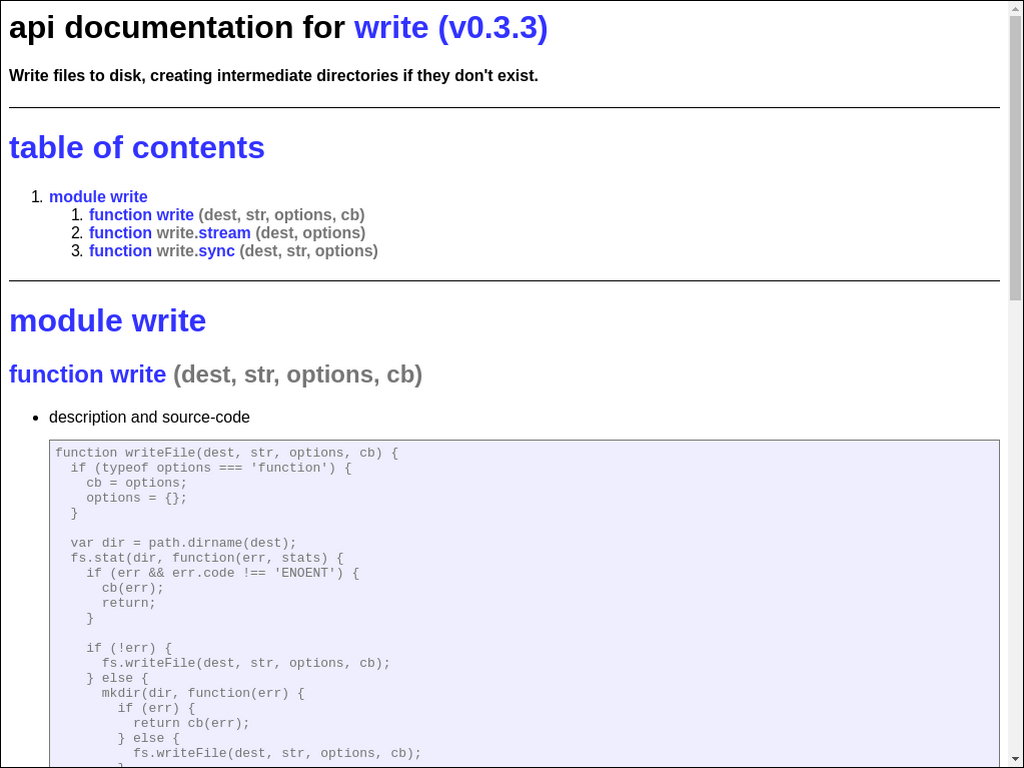 api documentation for write (v0.3.3)
Write files to disk, creating intermediate directories if they don't exist.
table of contents
1. module write
1. function write (dest, str, options, cb)
2. function write.stream (dest, options)
3. function write.sync (dest, str, options)
module write
function write (dest, str, options, cb)
• description and source-code
function writeFile(dest, str, options, cb) {
  if (typeof options === 'function') {
    cb = options;
    options = {};
  }
  var dir = path.dirname(dest);
  fs.stat(dir, function(err, stats) {
    if (err && err.code !== 'ENOENT') {
      cb(err);
      return;
    }
    if (!err) {
      fs.writeFile(dest, str, options, cb);
    } else {
      mkdir(dir, function(err) {
        if (err) {
          return cb(err);
        } else {
          fs.writeFile(dest, str, options, cb);